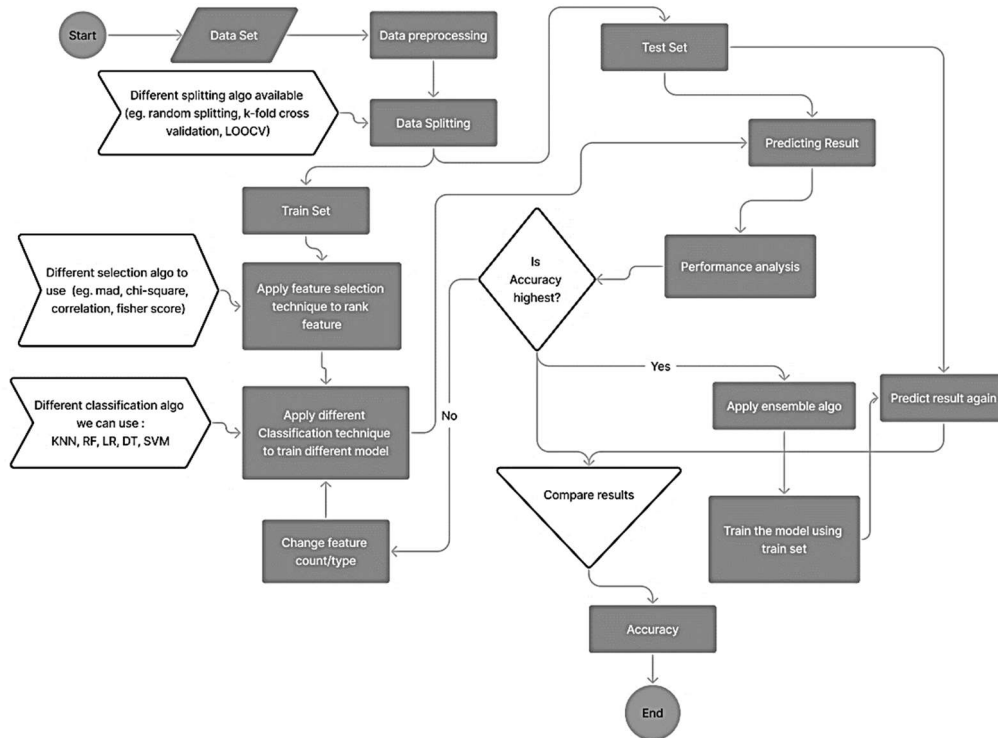 Start
Data Set
Data preprocessing
Test Set
Different splitting algo available
(eg. random splitting, k-fold cross
validation, LOOCV)
Data Splitting
Predicting Result
Train Set
Performance analysis
Is
Accuracy
highest?
Different selection algo to
use (eg. mad, chi-square,
correlation, fisher score)
Apply feature selection
technique to rank
feature
Yes
No
Different classification algo
we can use :
KNN, RF, LR, DT, SVM
Apply different
Classification technique
to train different model
Apply ensemble algo
Predict result again
Compare results
Change feature
count/type
Train the model using
train set
Accuracy
End